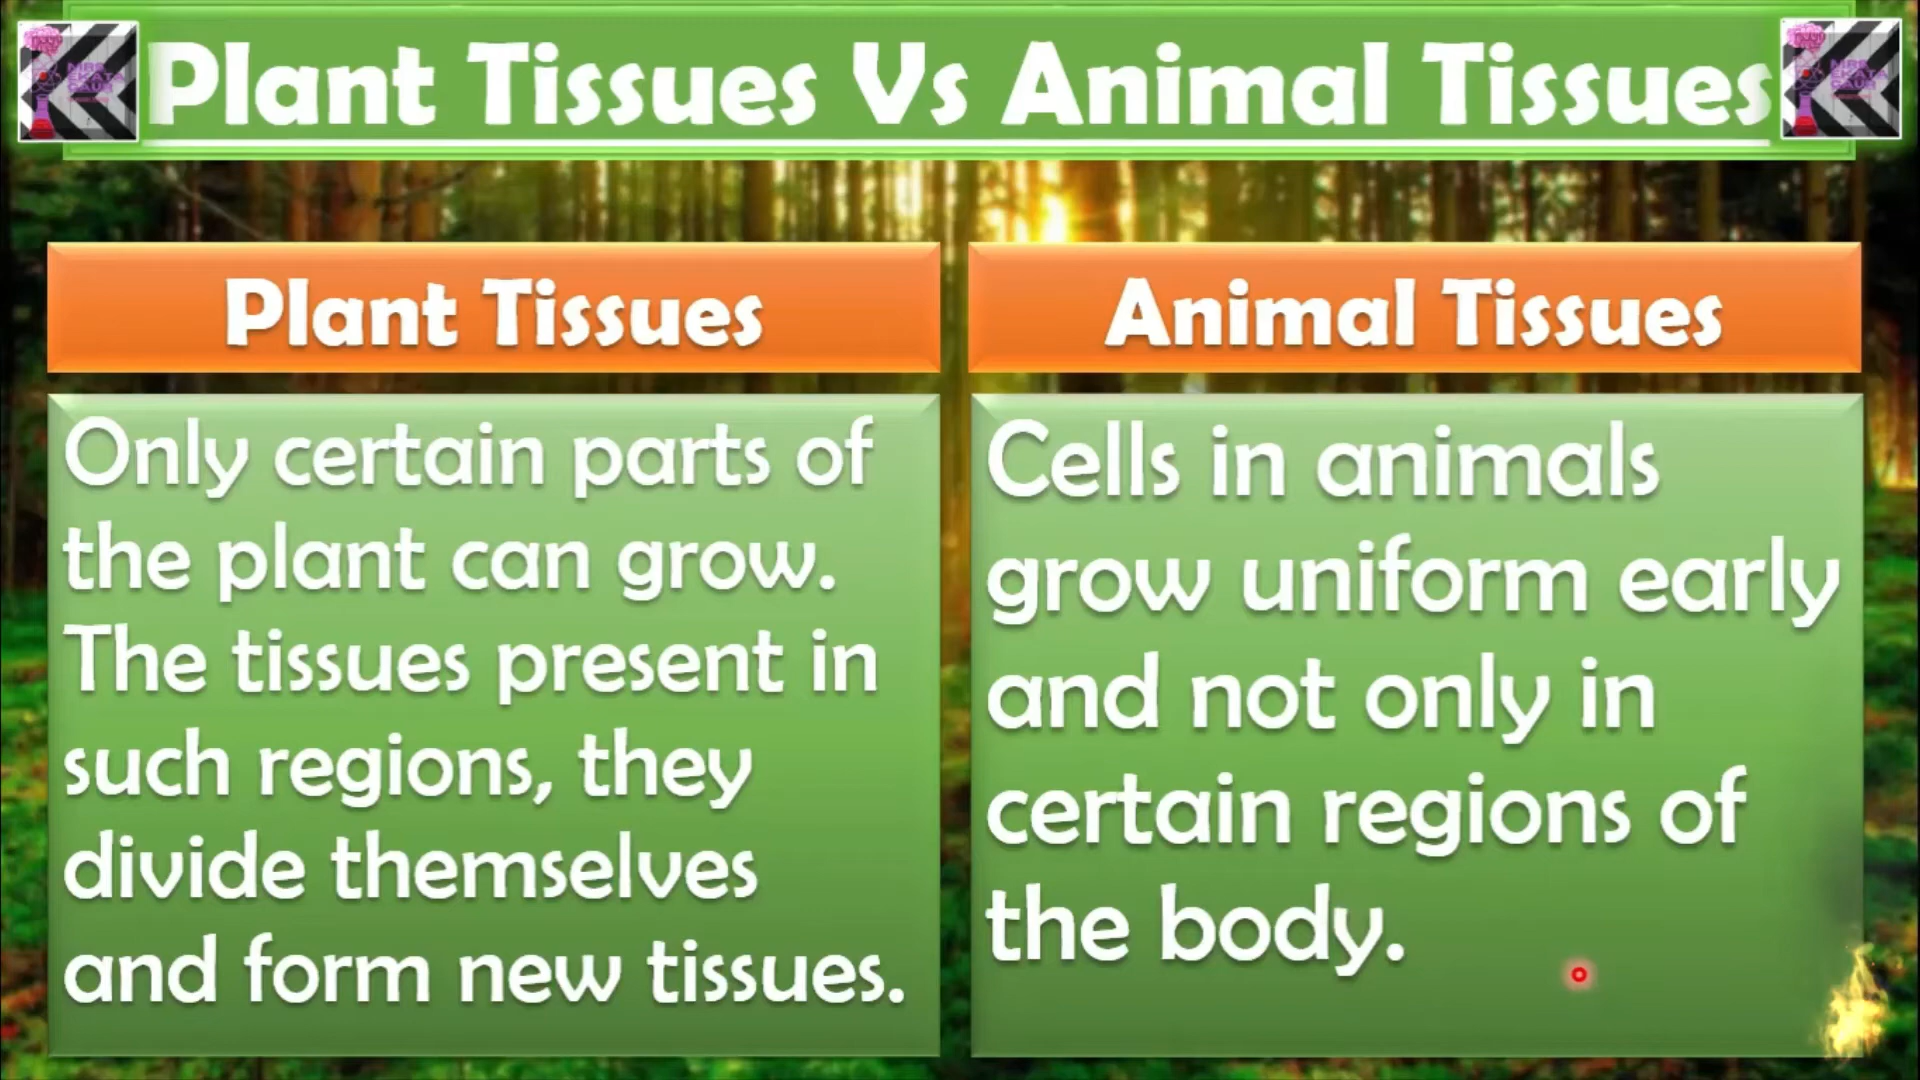 Plant Tissues Vs Animal Tissues
Plant Tissues
Only certain parts of
the plant can grow.
The tissues present in
such regions, they
divide themselves
and form new tissues.
Animal Tissues
Cells in animals
grow uniform early
and not only in
certain regions of
the body.